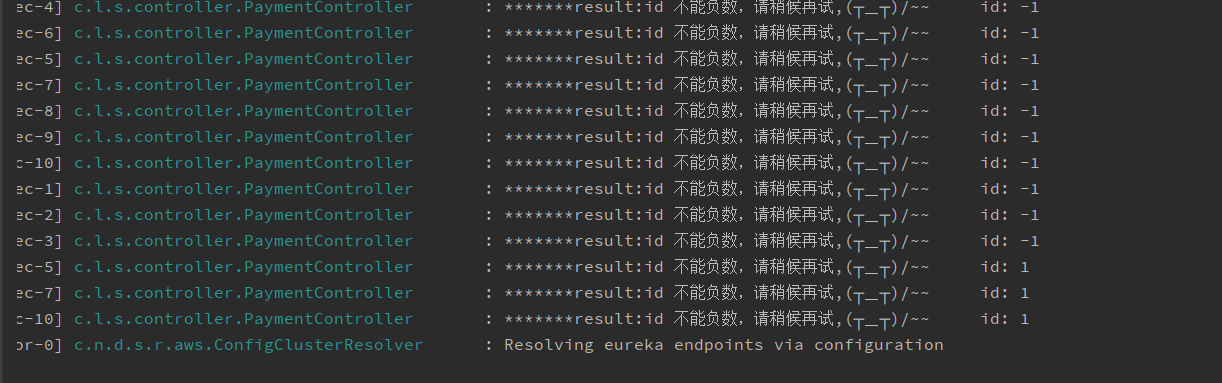 ec-4] c.l.s.controller.PaymentController : *******result:id 不能负数，请稍候再试,(┬＿┬)/~~ id: -1
ec-6] c.l.s.controller.PaymentController : *******result:id 不能负数，请稍候再试,(┬＿┬)/~~ id: -1
ec-5] c.l.s.controller.PaymentController : *******result:id 不能负数，请稍候再试,(┬＿┬)/~~ id: -1
ec-7] c.l.s.controller.PaymentController : *******result:id 不能负数，请稍候再试,(┬＿┬)/~~ id: -1
ec-8] c.l.s.controller.PaymentController : *******result:id 不能负数，请稍候再试,(┬＿┬)/~~ id: -1
ec-9] c.l.s.controller.PaymentController : *******result:id 不能负数，请稍候再试,(┬＿┬)/~~ id: -1
c-10] c.l.s.controller.PaymentController : *******result:id 不能负数，请稍候再试,(┬＿┬)/~~ id: -1
ec-1] c.l.s.controller.PaymentController : *******result:id 不能负数，请稍候再试,(┬＿┬)/~~ id: -1
ec-2] c.l.s.controller.PaymentController : *******result:id 不能负数，请稍候再试,(┬＿┬)/~~ id: -1
ec-3] c.l.s.controller.PaymentController : *******result:id 不能负数，请稍候再试,(┬＿┬)/~~ id: -1
ec-5] c.l.s.controller.PaymentController : *******result:id 不能负数，请稍候再试,(┬＿┬)/~~ id: 1
ec-7] c.l.s.controller.PaymentController : *******result:id 不能负数，请稍候再试,(┬＿┬)/~~ id: 1
c-10] c.l.s.controller.PaymentController : *******result:id 不能负数，请稍候再试,(┬＿┬)/~~ id: 1
or-0] c.n.d.s.r.aws.ConfigClusterResolver : Resolving eureka endpoints via configuration